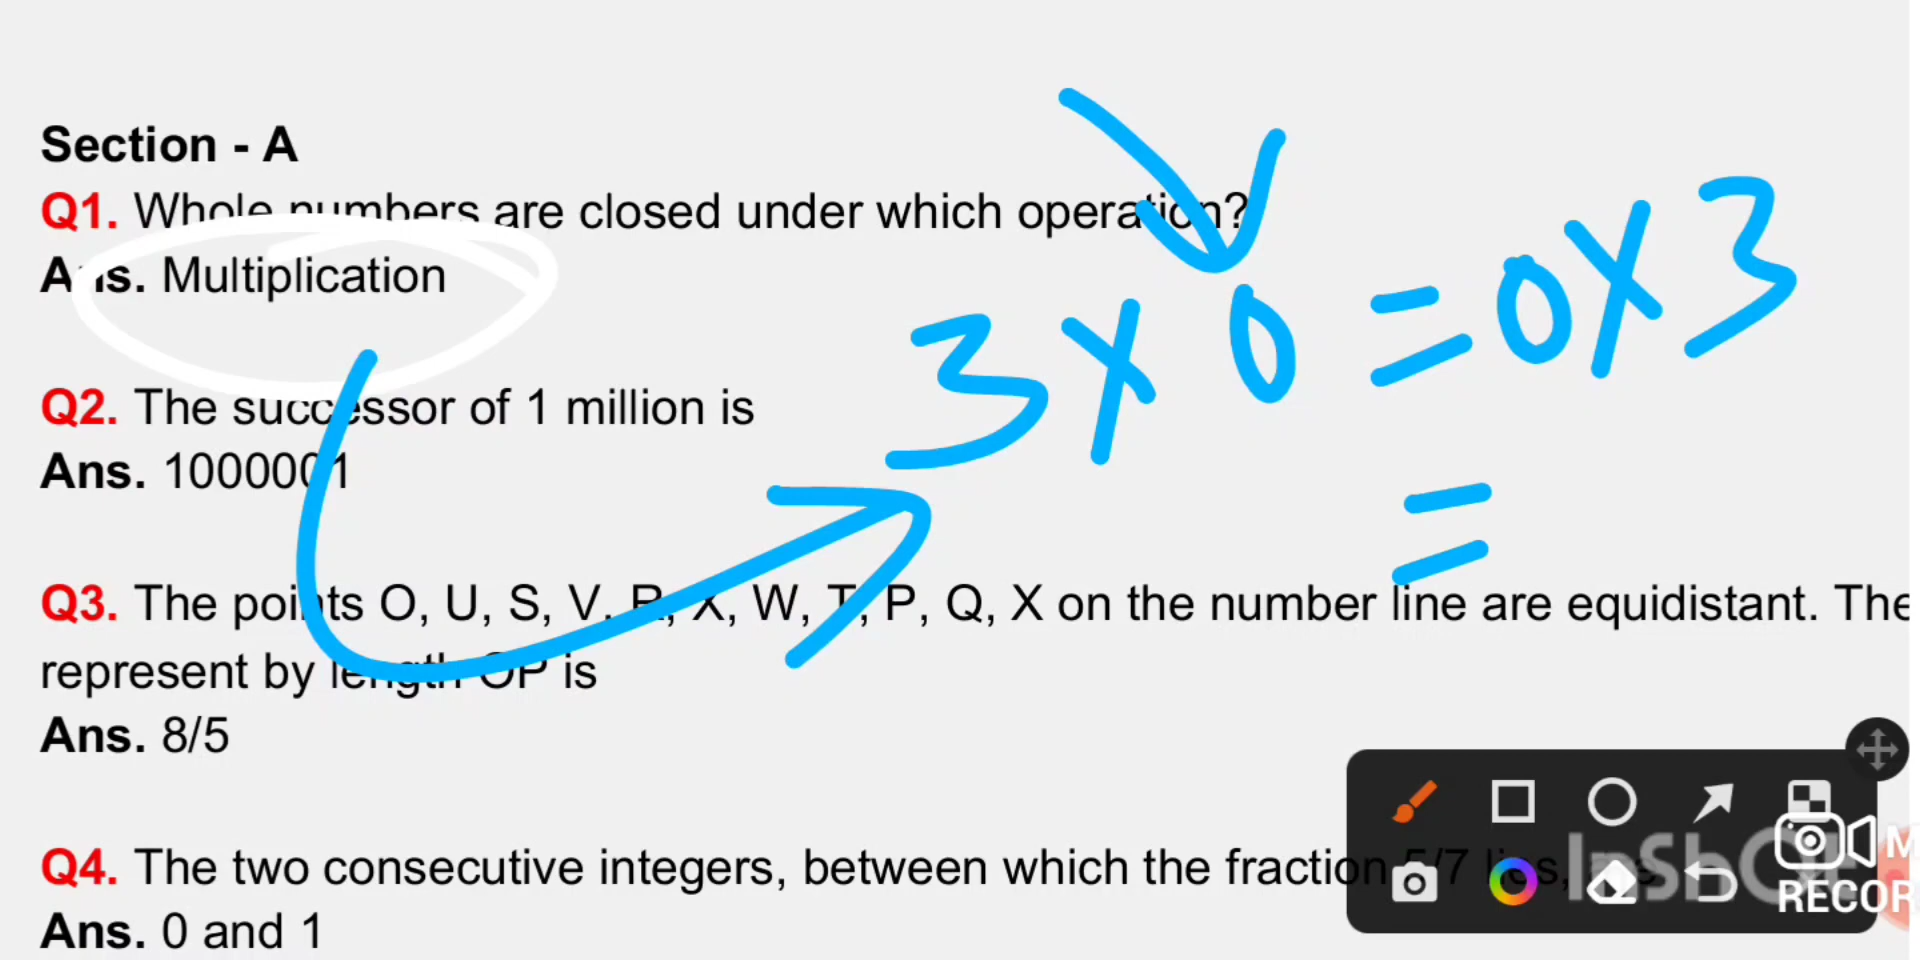 Section - A
Q1. Whole numbers are closed under which operation?
Ans. Multiplication
3 x 0 = 0 x 3
=
Q2. The successor of 1 million is
Ans. 1000001
Q3. The points O, U, S, V, R, X, W, T, P, Q, X on the number line are equidistant. The
represent by length OP is
Ans. 8/5
Q4. The two consecutive integers, between which the fraction 5/7 lies,
Ans. 0 and 1
InSh
RECOR